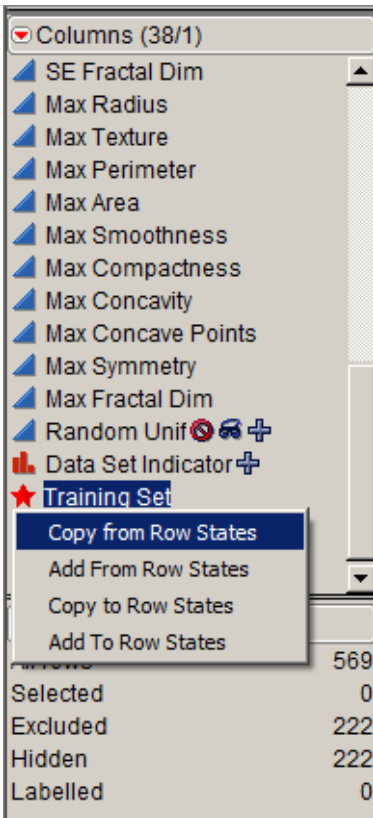 Columns (38/1)
SE Fractal Dim
Max Radius
Max Texture
Max Perimeter
Max Area
Max Smoothness
Max Compactness
Max Concavity
Max Concave Points
Max Symmetry
Max Fractal Dim
Random Unif
Data Set Indicator
Training Set
Copy from Row States
Add From Row States
Copy to Row States
Add To Row States
569
Selected 0
Excluded 222
Hidden 222
Labelled 0